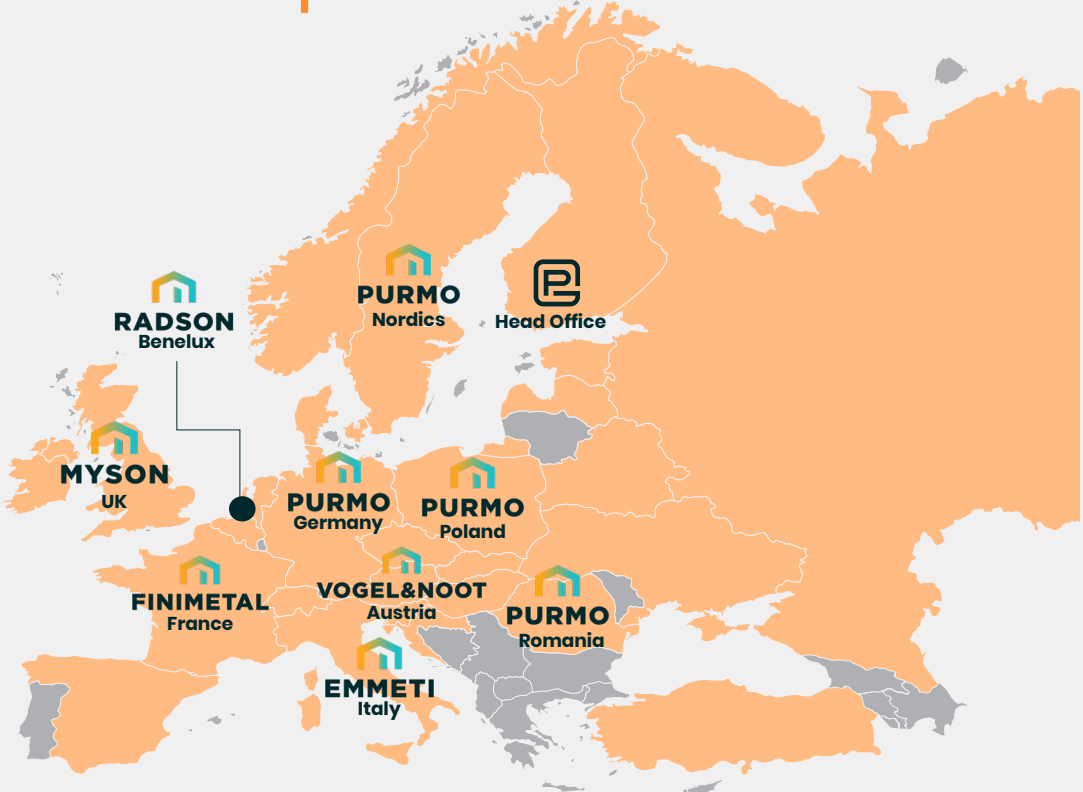 PURMO
Nordics
Head Office
RADSON
Benelux
MYSON
UK
PURMO
Germany
PURMO
Poland
FINIMETAL
France
VOGEL&NOOT
Austria
PURMO
Romania
EMMETI
Italy